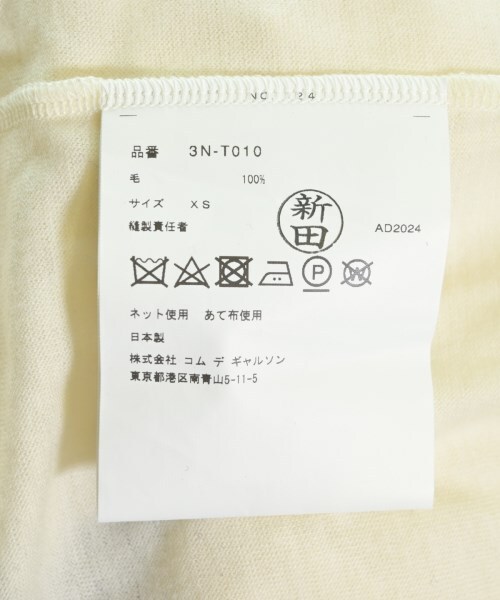 24
品番 3N-T010
毛 100%
サイズ XS
縫製責任者
新田
AD2024
P
W
ネット使用 あて布使用
日本製
株式会社 コム デ ギャルソン
東京都港区南青山5-11-5